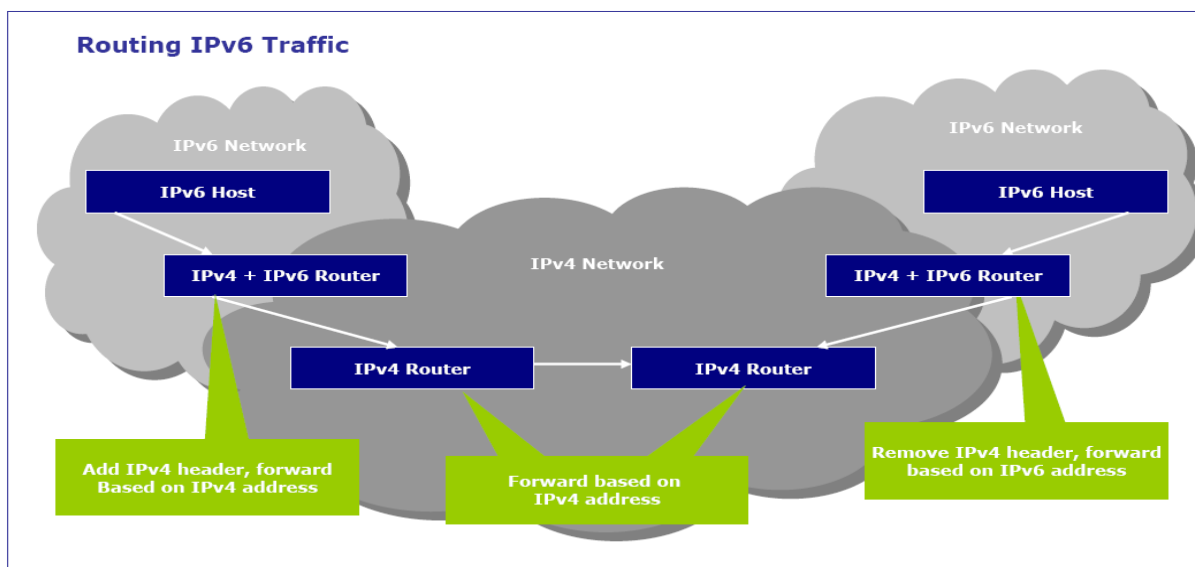 Routing IPv6 Traffic
IPv6 Network
IPv6 Host
IPv4 + IPv6 Router
IPv4 Network
IPv6 Network
IPv6 Host
IPv4 + IPv6 Router
IPv4 Router
IPv4 Router
Add IPv4 header, forward
Based on IPv4 address
Forward based on
IPv4 address
Remove IPv4 header, forward
based on IPv6 address